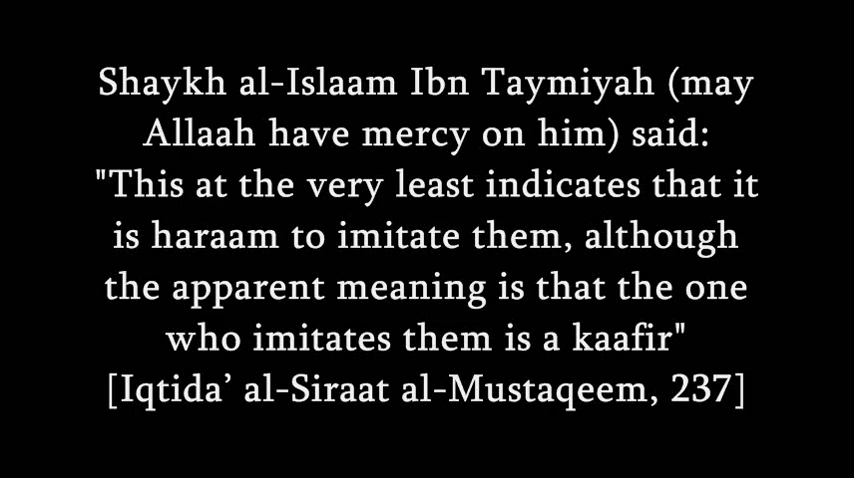 Shaykh al-Islaam Ibn Taymiyah (may
Allaah have mercy on him) said:
"This at the very least indicates that it
is haraam to imitate them, although
the apparent meaning is that the one
who imitates them is a kaafir"
[Iqtida’ al-Siraat al-Mustaqeem, 237]